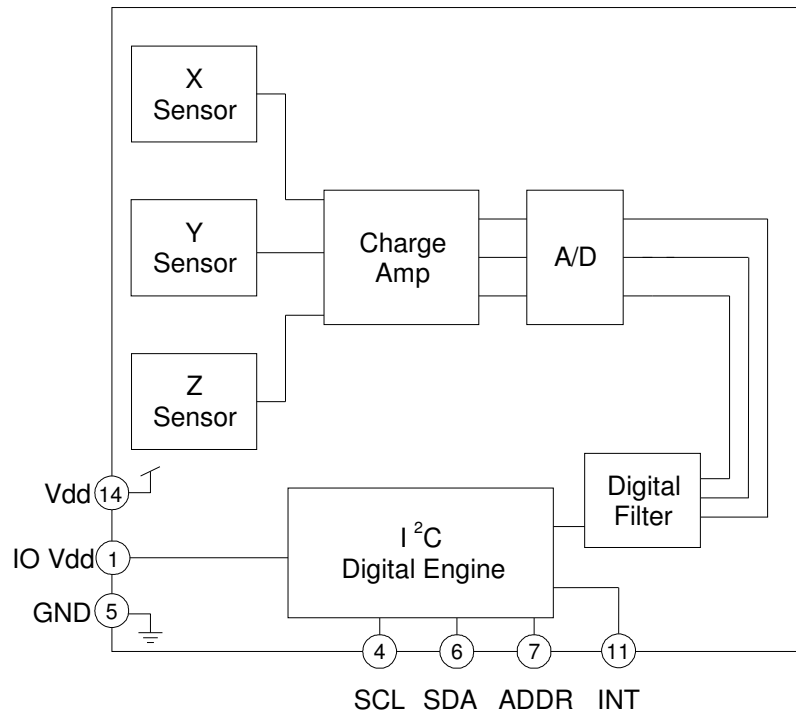 X
Sensor
Y
Sensor
Z
Sensor
Charge
Amp
A/D
Digital
Filter
I²C
Digital Engine
Vdd 14
IO Vdd 1
GND 5
4 6 7 11
SCL SDA ADDR INT